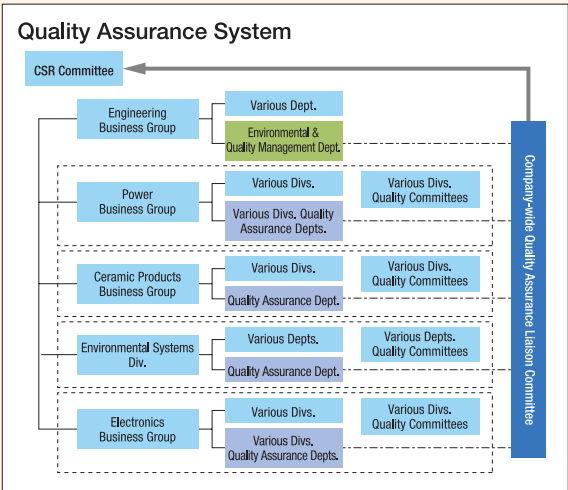 Quality Assurance System
CSR Committee
Engineering
Business Group
Various Dept.
Environmental &
Quality Management Dept.
Power
Business Group
Various Divs.
Various Divs. Quality
Assurance Depts.
Various Divs.
Quality Committees
Ceramic Products
Business Group
Various Divs.
Quality Assurance Dept.
Various Divs.
Quality Committees
Environmental Systems
Div.
Various Depts.
Quality Assurance Dept.
Various Depts.
Quality Committees
Electronics
Business Group
Various Divs.
Various Divs.
Quality Assurance Depts.
Various Divs.
Quality Committees
Company-wide Quality Assurance Liaison Committee